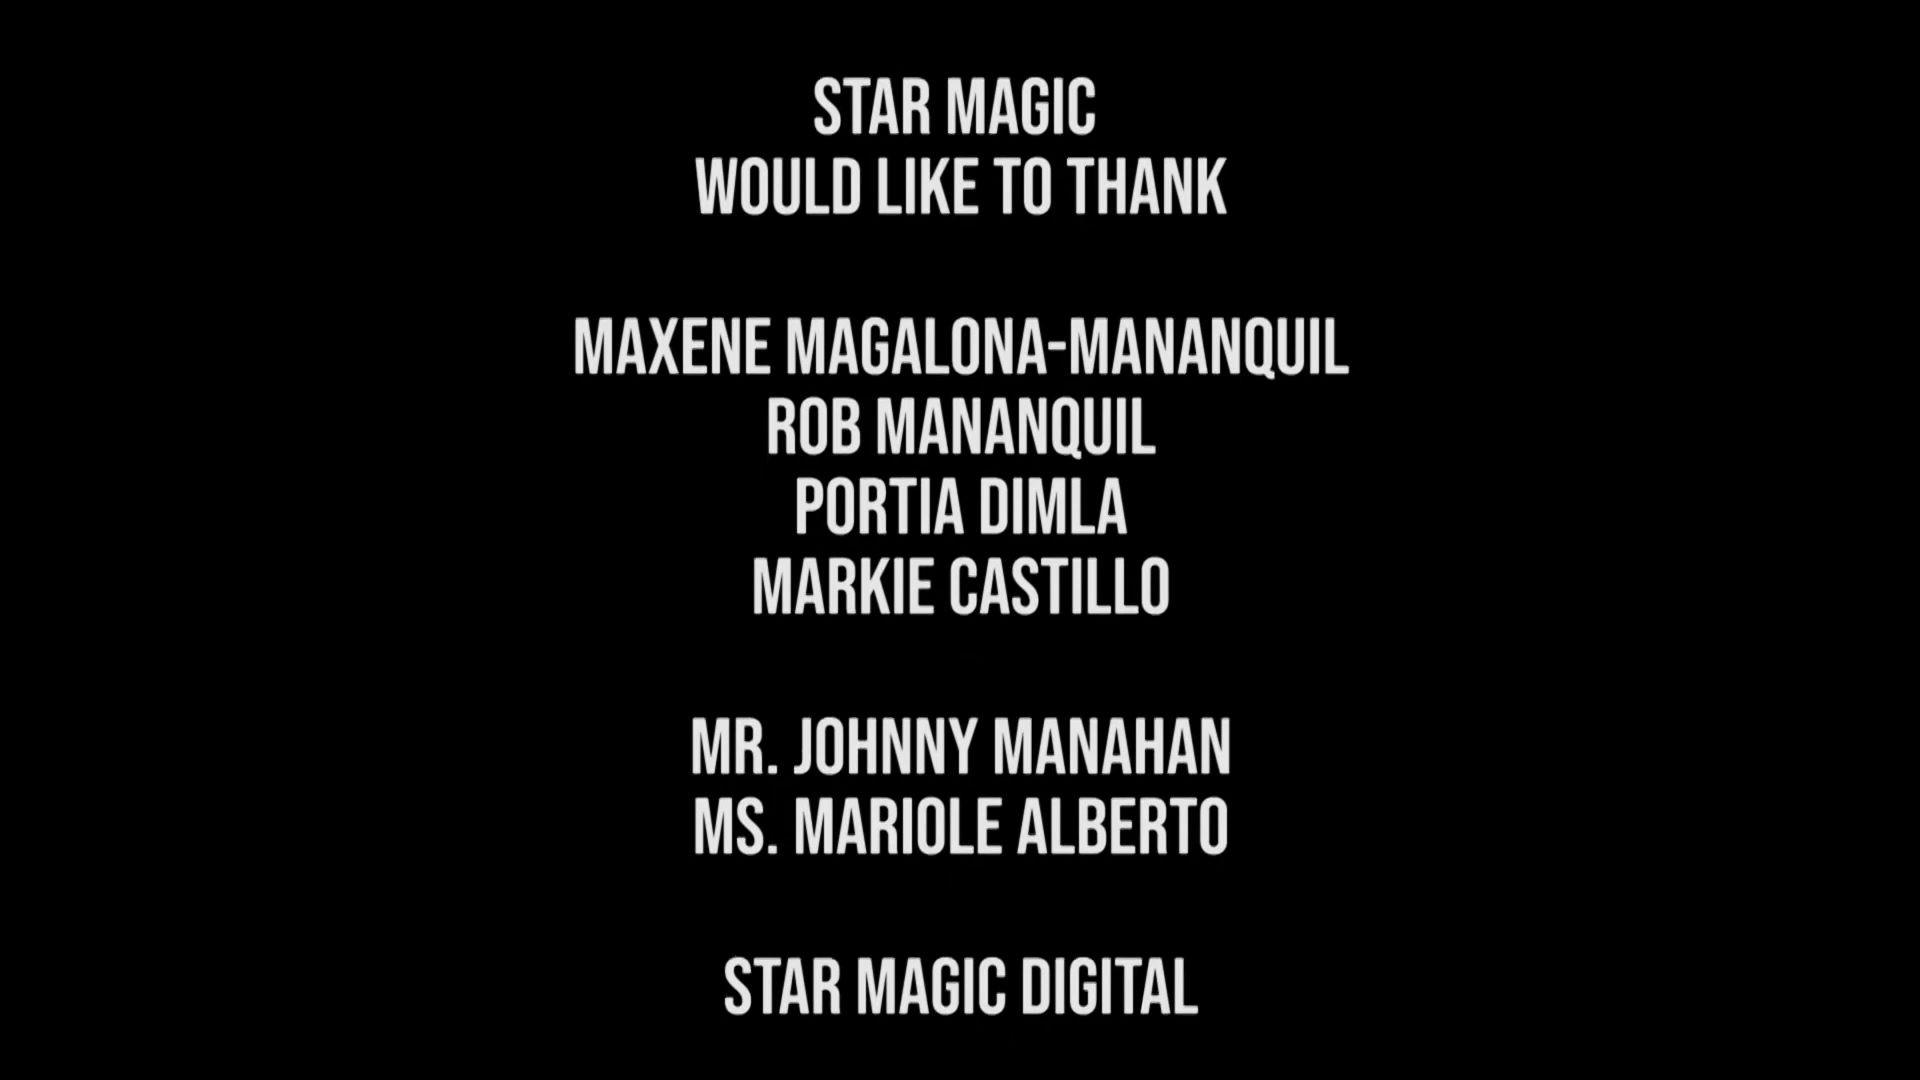 STAR MAGIC
WOULD LIKE TO THANK
MAXENE MAGALONA-MANANQUIL
ROB MANANQUIL
PORTIA DIMLA
MARKIE CASTILLO
MR. JOHNNY MANAHAN
MS. MARIOLE ALBERTO
STAR MAGIC DIGITAL